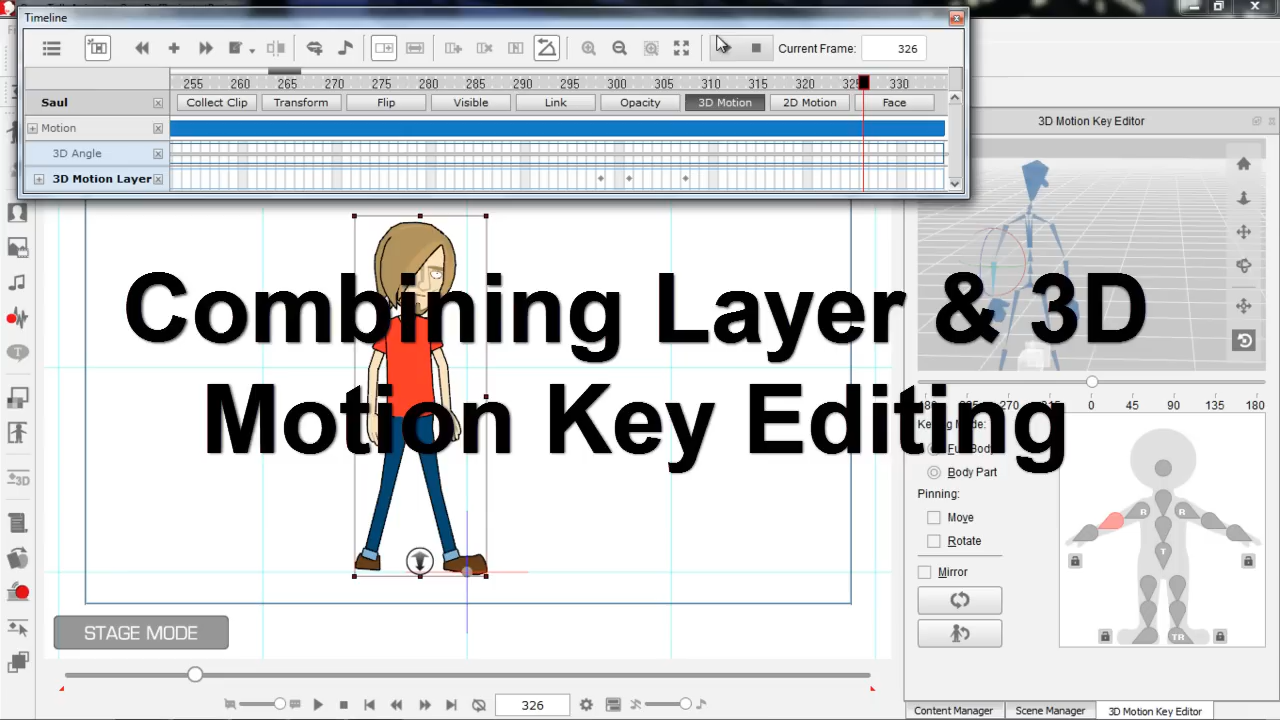 Timeline
Current Frame:
326
255 260 265 270 275 280 285 290 295 300 305 310 315 320 325 330
Saul
Collect Clip
Transform
Flip
Visible
Link
Opacity
3D Motion
2D Motion
Face
Motion
3D Angle
3D Motion Layer
3D Motion Key Editor
Combining Layer & 3D
Motion Key Editing
0 45 90 135 180
Body Part
Pinning:
Move
Rotate
Mirror
R
R
T
TR
STAGE MODE
326
Content Manager
Scene Manager
3D Motion Key Editor